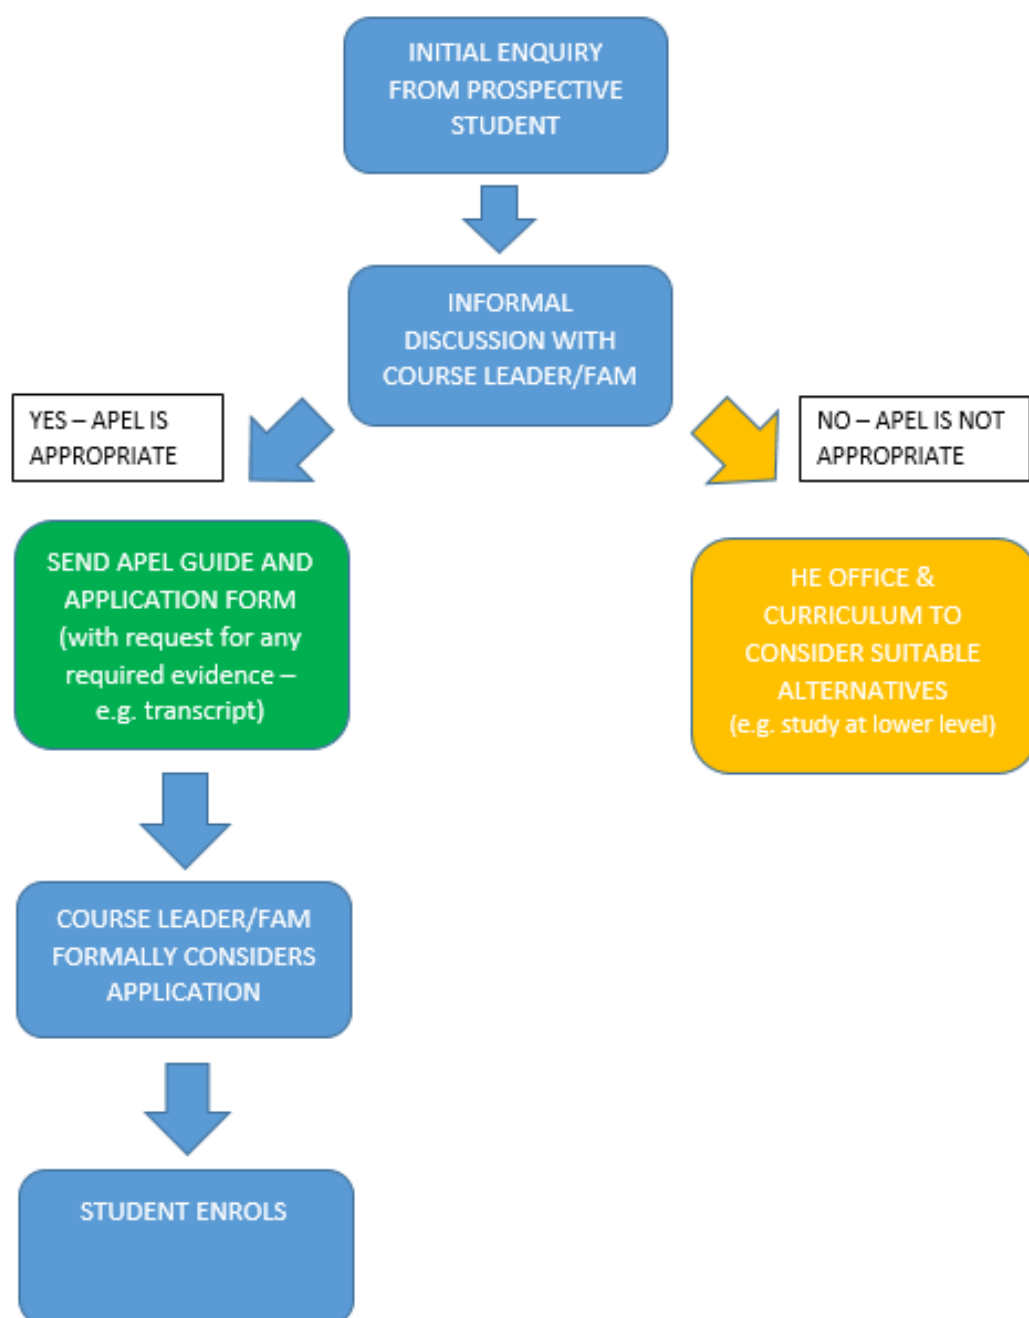 INITIAL ENQUIRY
FROM PROSPECTIVE
STUDENT
INFORMAL
DISCUSSION WITH
COURSE LEADER/FAM
YES – APEL IS
APPROPRIATE
NO – APEL IS NOT
APPROPRIATE
SEND APEL GUIDE AND
APPLICATION FORM
(with request for any
required evidence –
e.g. transcript)
HE OFFICE &
CURRICULUM TO
CONSIDER SUITABLE
ALTERNATIVES
(e.g. study at lower level)
COURSE LEADER/FAM
FORMALLY CONSIDERS
APPLICATION
STUDENT ENROLS